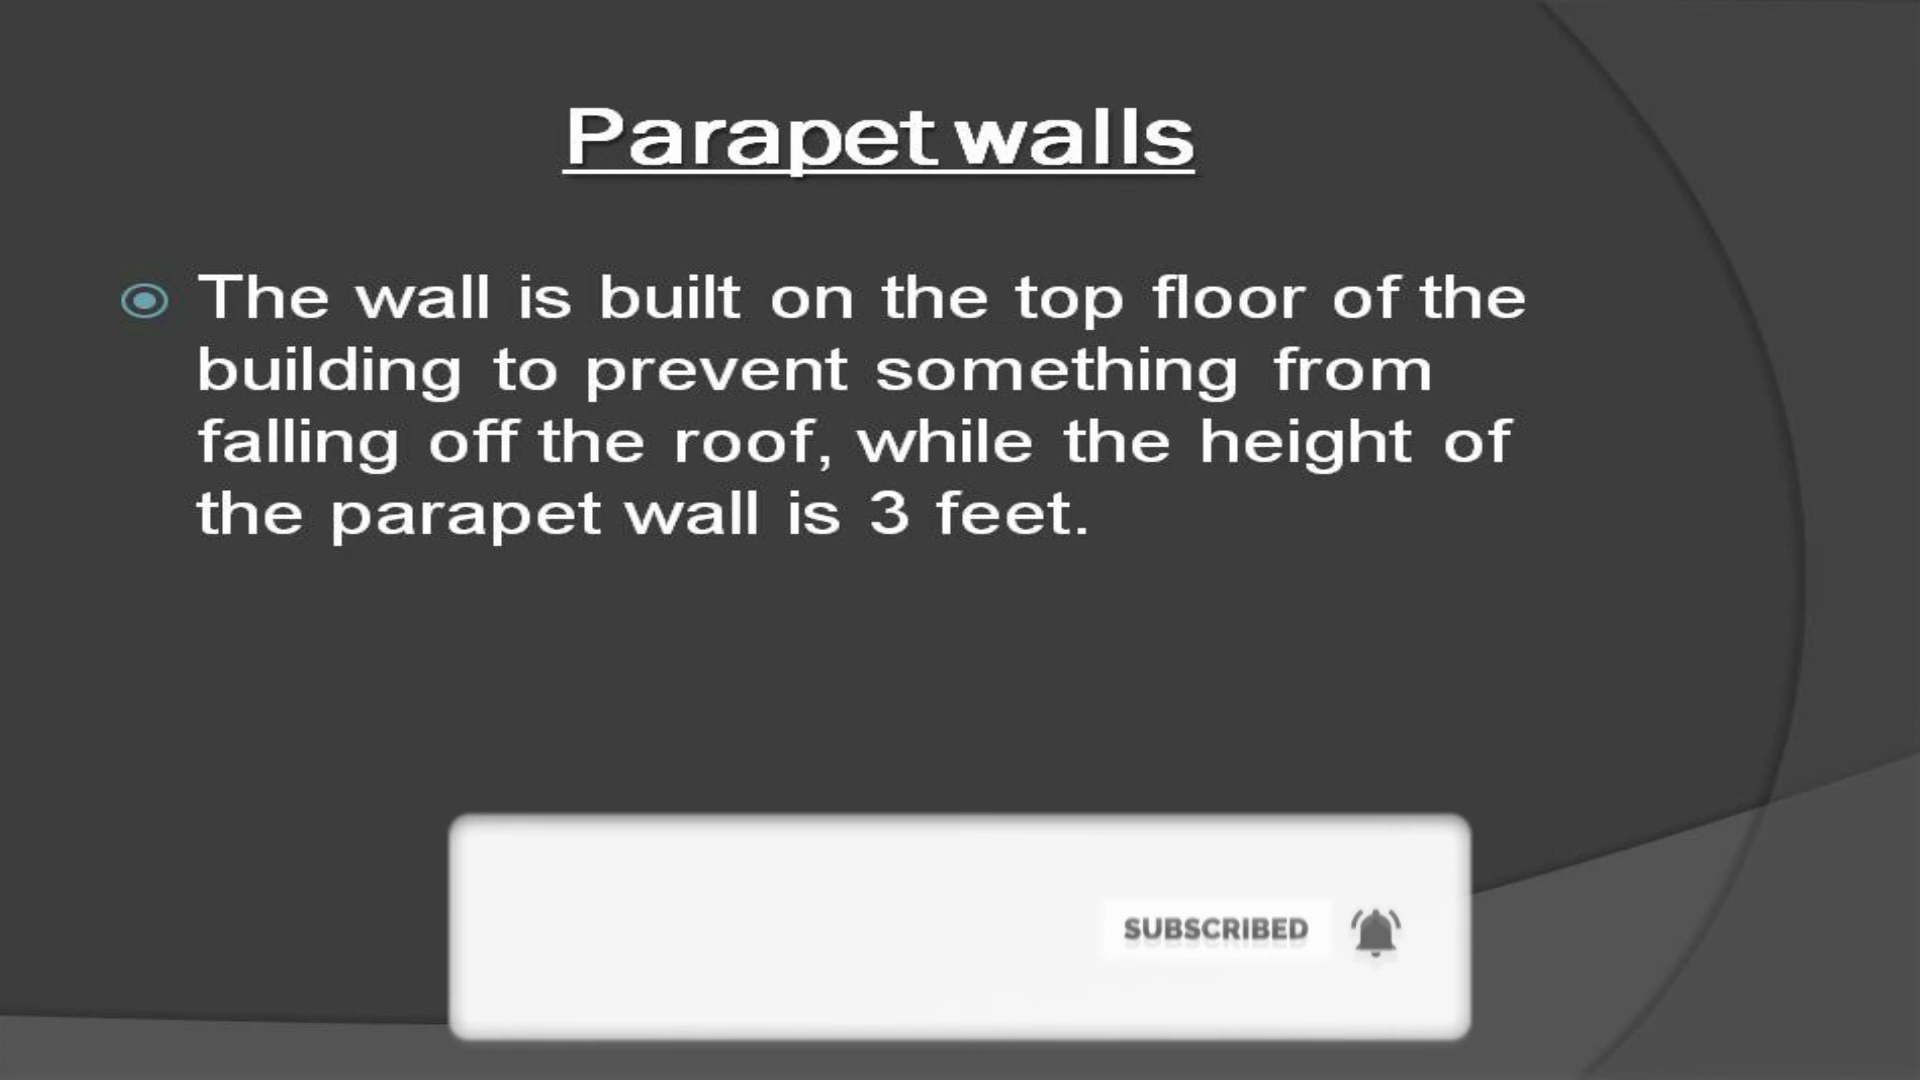 Parapet walls
The wall is built on the top floor of the
building to prevent something from
falling off the roof, while the height of
the parapet wall is 3 feet.
SUBSCRIBED